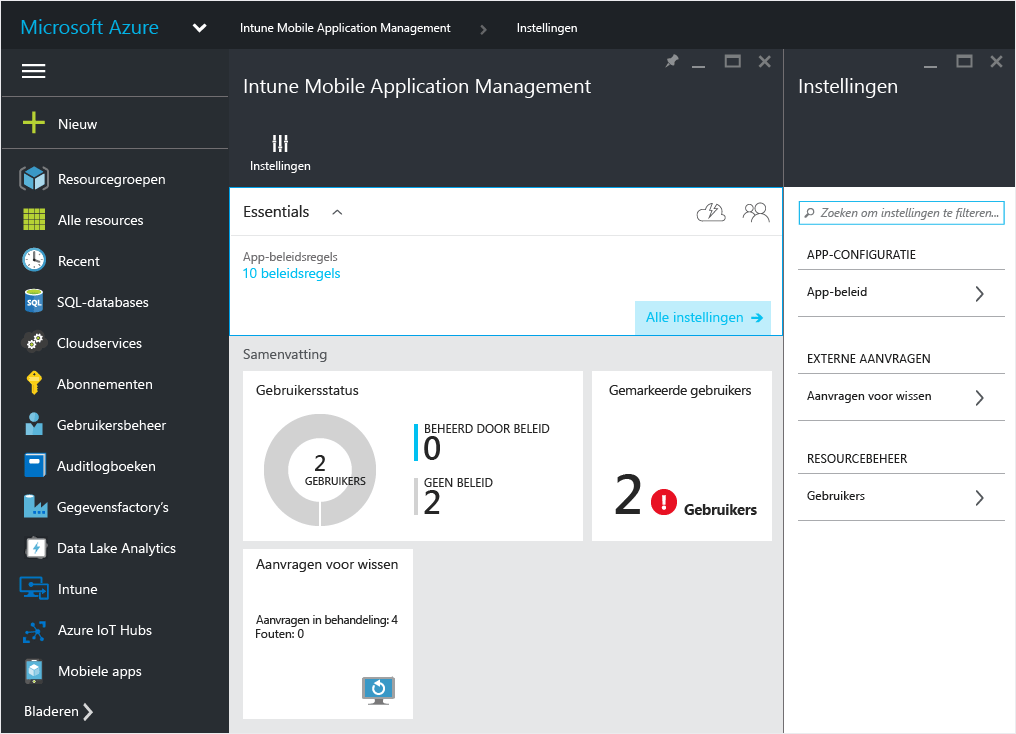 Microsoft Azure
Intune Mobile Application Management
Instellingen
Nieuw
Resourcegroepen
Alle resources
Recent
SQL
SQL-databases
Cloudservices
Abonnementen
Gebruikersbeheer
Auditlogboeken
Gegevensfactory's
Data Lake Analytics
Intune
Azure IoT Hubs
Mobiele apps
Bladeren
Intune Mobile Application Management
Instellingen
Essentials
App-beleidsregels
10 beleidsregels
Alle instellingen
Samenvatting
Gebruikersstatus
2
GEBRUIKERS
BEHEERD DOOR BELEID
0
GEEN BELEID
2
Gemarkeerde gebruikers
2 ! Gebruikers
Aanvragen voor wissen
Aanvragen in behandeling: 4
Fouten: 0
Instellingen
Zoeken om instellingen te filteren...
APP-CONFIGURATIE
App-beleid
EXTERNE AANVRAGEN
Aanvragen voor wissen
RESOURCEBEHEER
Gebruikers